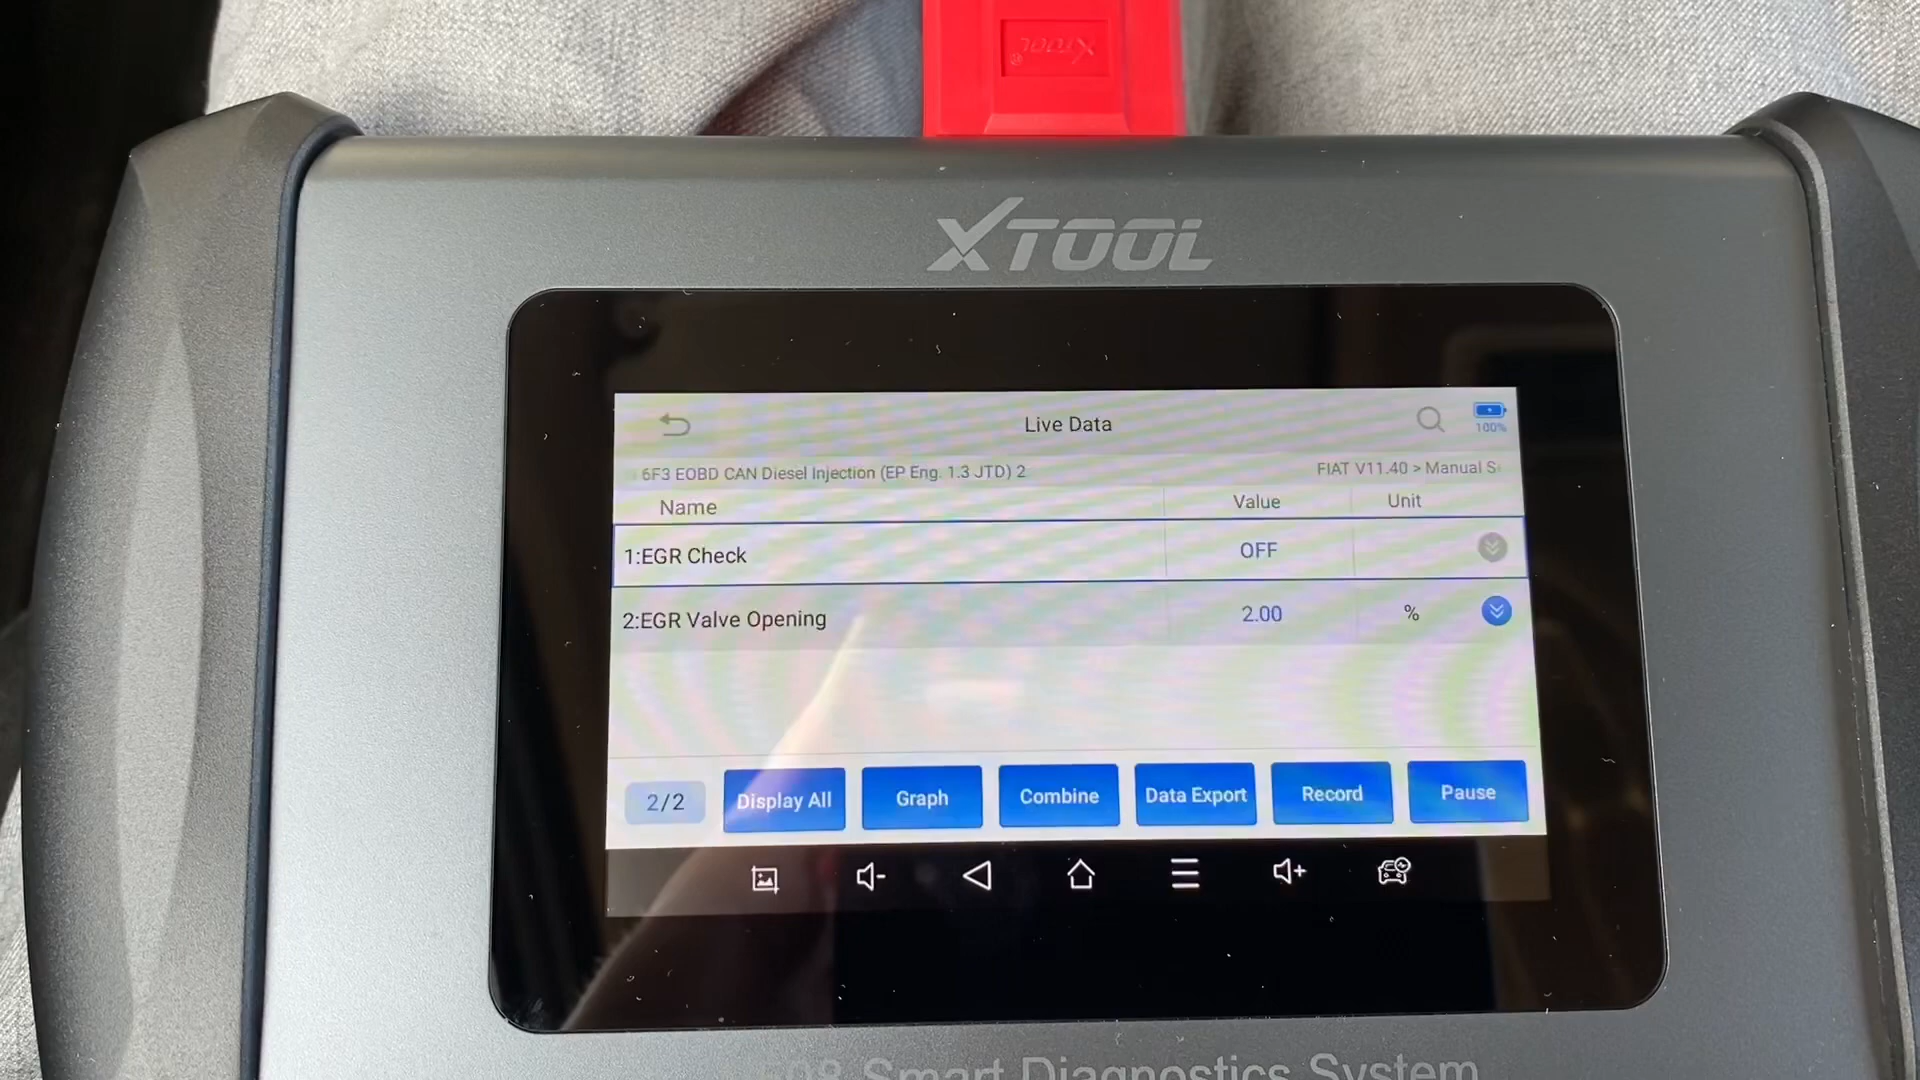 XTOOL®
XTOOL
Live Data
100%
6F3 EOBD CAN Diesel Injection (EP Eng. 1.3 JTD) 2
FIAT V11.40 > Manual S
Name Value Unit
1:EGR Check OFF
2:EGR Valve Opening 2.00 %
2/2 Display All Graph Combine Data Export Record Pause
Smart Diagnostics System